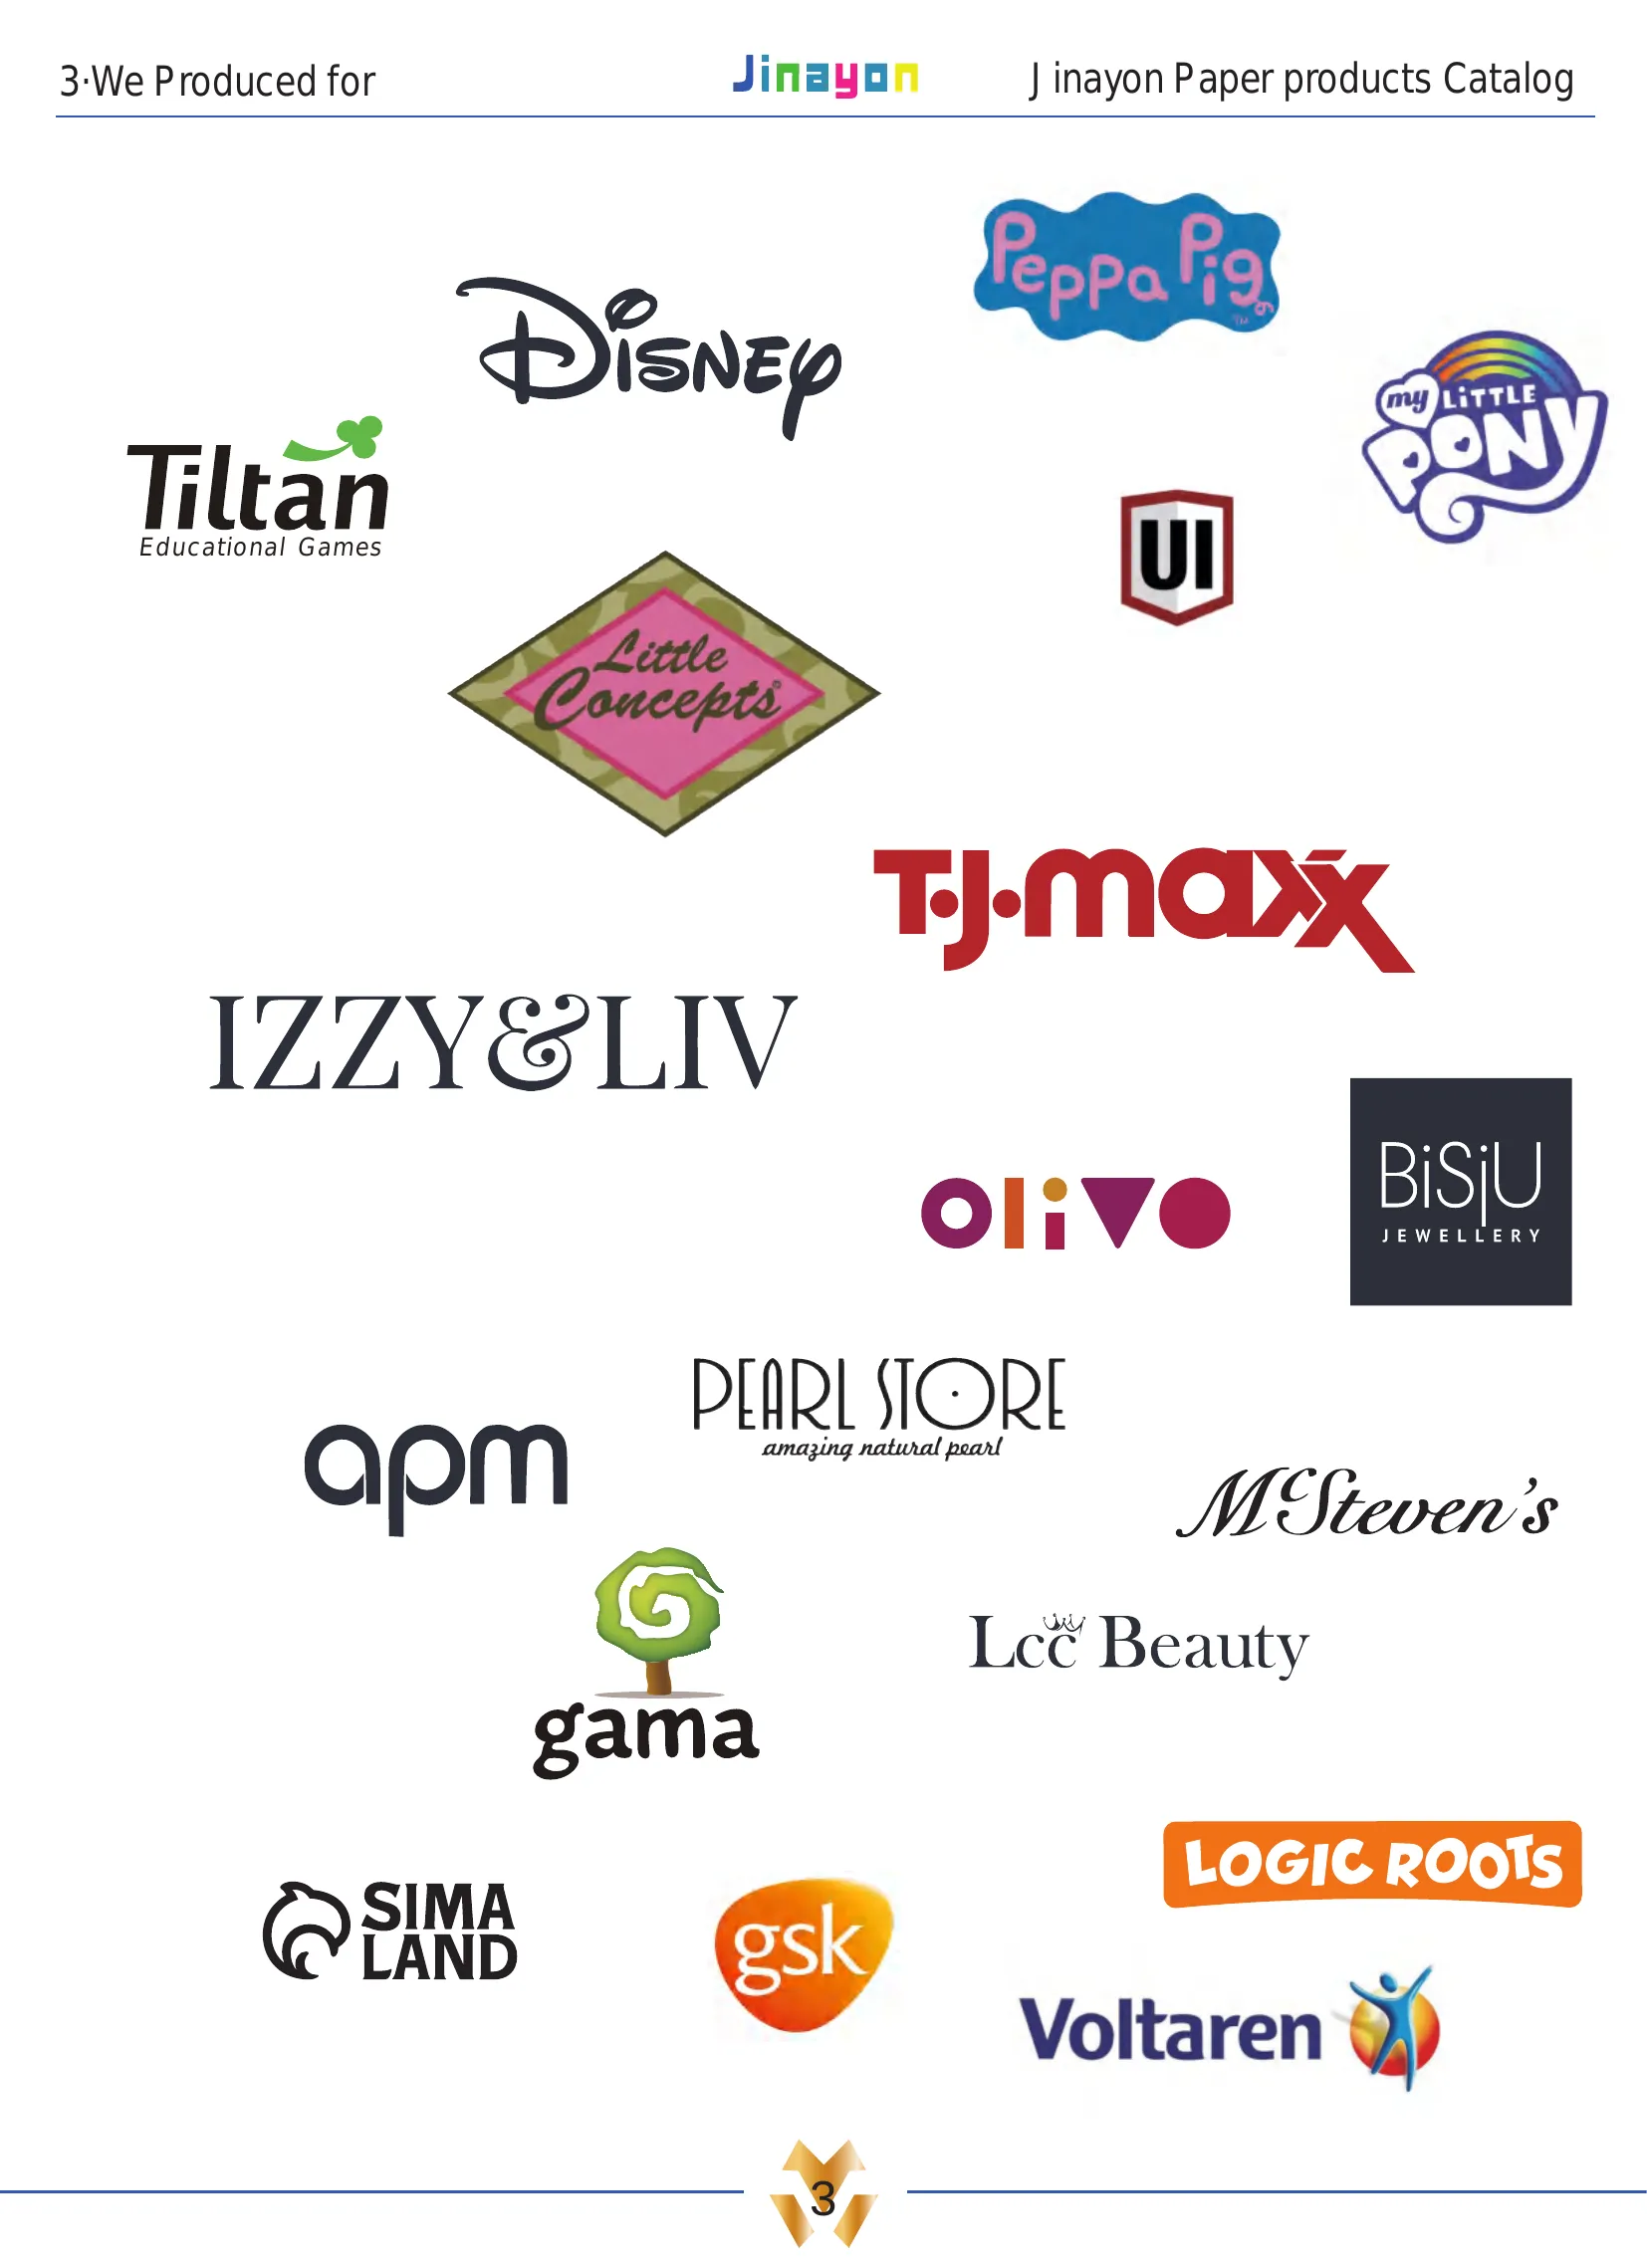 3·We Produced for
Jinayon
Jinayon Paper products Catalog
Peppa Pig
TM
Disney
my LiTTLE
PONY
Tiltan
Educational Games
UI
Little
Concepts
T.J.maxx
IZZY&LIV
BiSjU
JEWELLERY
olivo
PEARL STORE
amazing natural pearl
apm
McSteven's
Lcc Beauty
gama
LOGIC ROOTS
SIMA
LAND
gsk
Voltaren
3